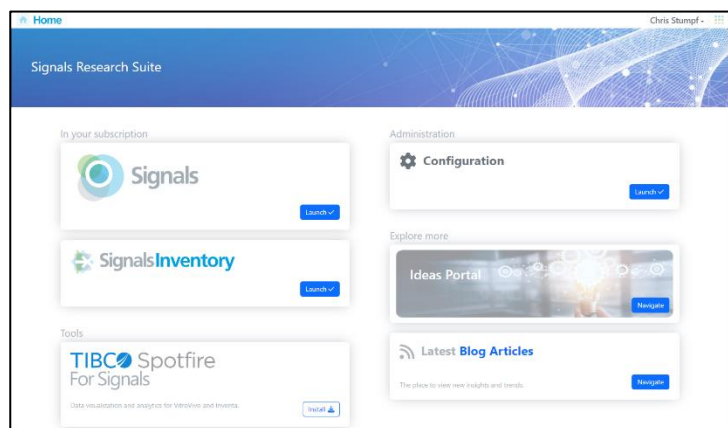 Home
Chris Stumpf
Signals Research Suite
In your subscription
Signals
Launch
Signals Inventory
Launch
Tools
TIBCO Spotfire
For Signals
Data visualization and analytics for VitroVivo and Inventa.
Install
Administration
Configuration
Launch
Explore more
Ideas Portal
Navigate
Latest Blog Articles
The place to view new insights and trends.
Navigate